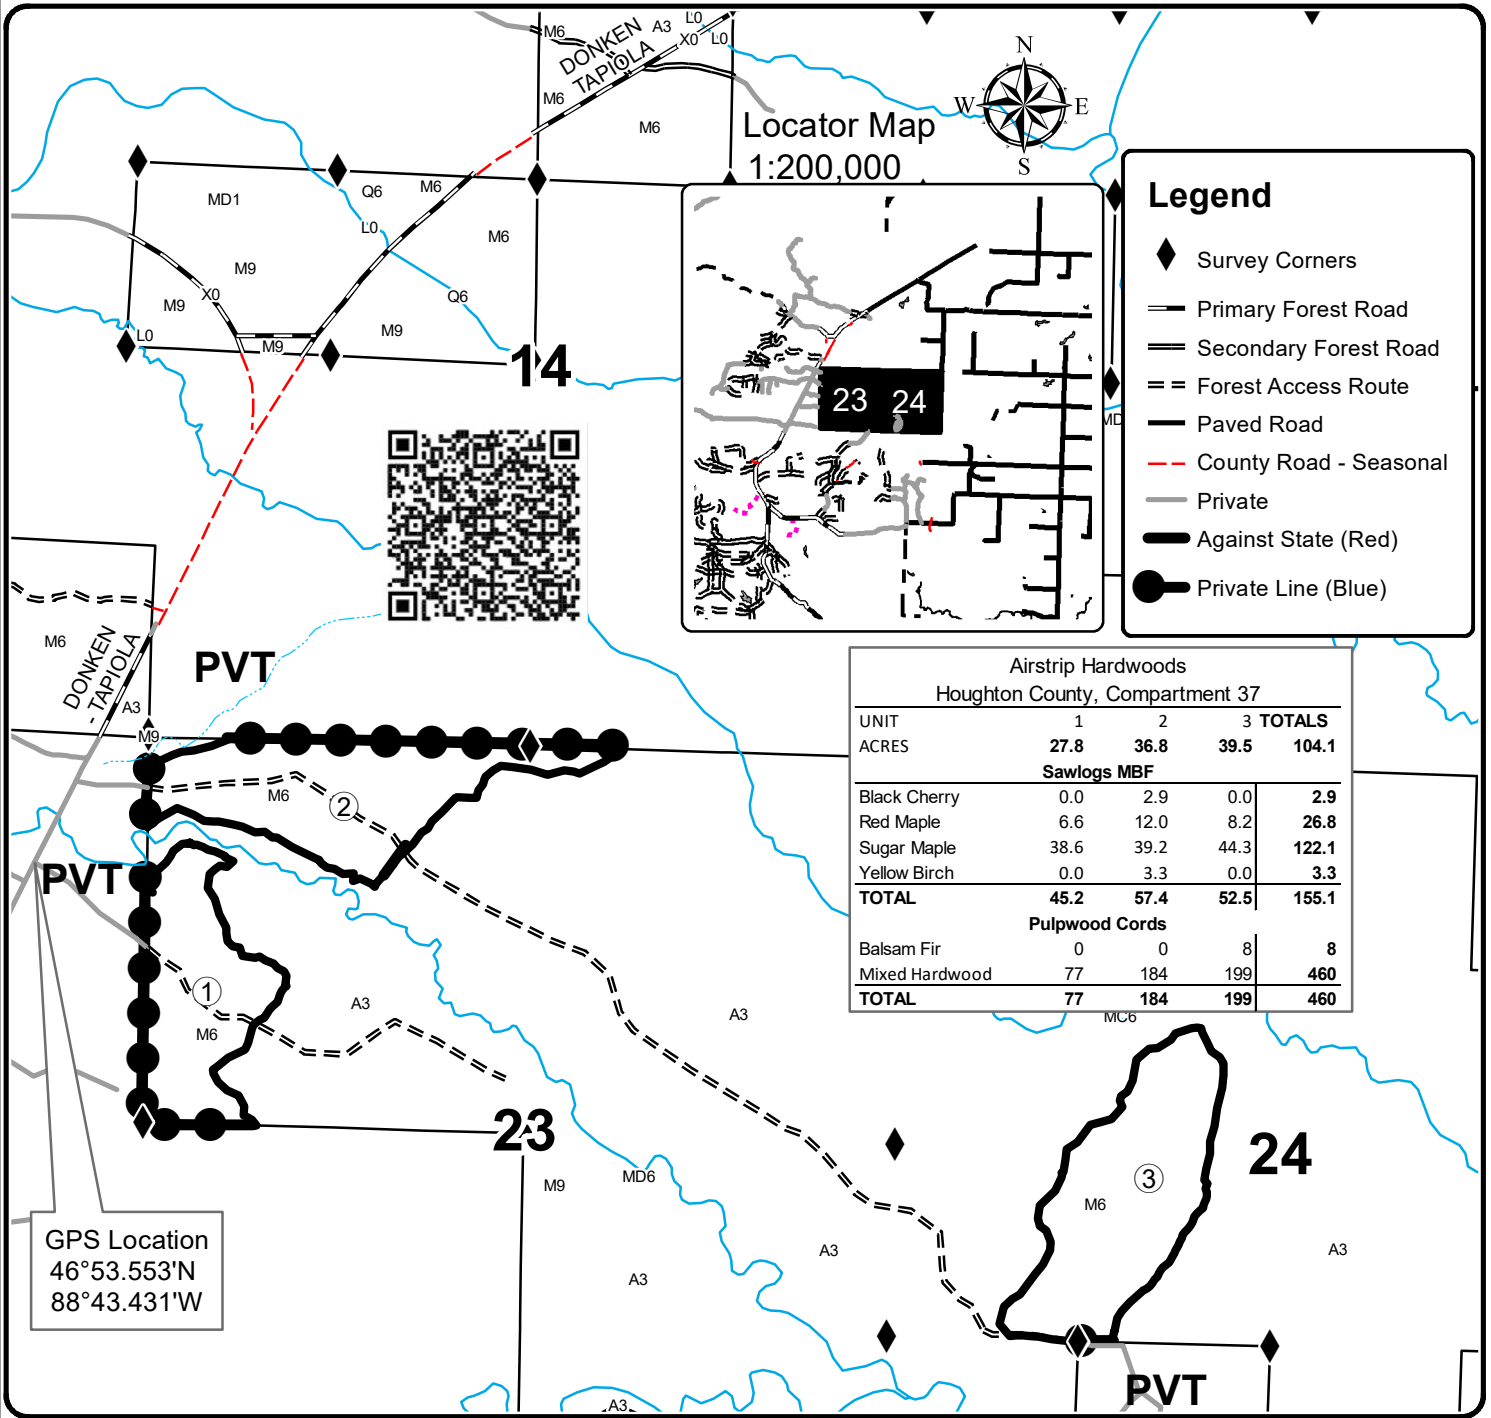 M6
A3
L0
X0
L0
DONKEN
TAPIOLA
1
M6
M6
N
W
E
S
Locator Map
1:200,000
MD1
Q6
M6
L0
M6
M9
X0
M9
Q6
M9
M9
L0
14
23 24
MD
Legend
Survey Corners
Primary Forest Road
Secondary Forest Road
Forest Access Route
Paved Road
County Road - Seasonal
Private
Against State (Red)
Private Line (Blue)
M6
DONKEN
- TAPIOLA
A3
M9
PVT
M6
2
PVT
1
M6
A3
A3
23
M9
MD6
A3
A3
Airstrip Hardwoods
Houghton County, Compartment 37
UNIT 1 2 3 TOTALS
ACRES 27.8 36.8 39.5 104.1
Sawlogs MBF
Black Cherry 0.0 2.9 0.0 2.9
Red Maple 6.6 12.0 8.2 26.8
Sugar Maple 38.6 39.2 44.3 122.1
Yellow Birch 0.0 3.3 0.0 3.3
TOTAL 45.2 57.4 52.5 155.1
Pulpwood Cords
Balsam Fir 0 0 8 8
Mixed Hardwood 77 184 199 460
TOTAL 77 184 199 460
MC6
24
3
M6
A3
GPS Location
46°53.553'N
88°43.431'W
PVT
A3